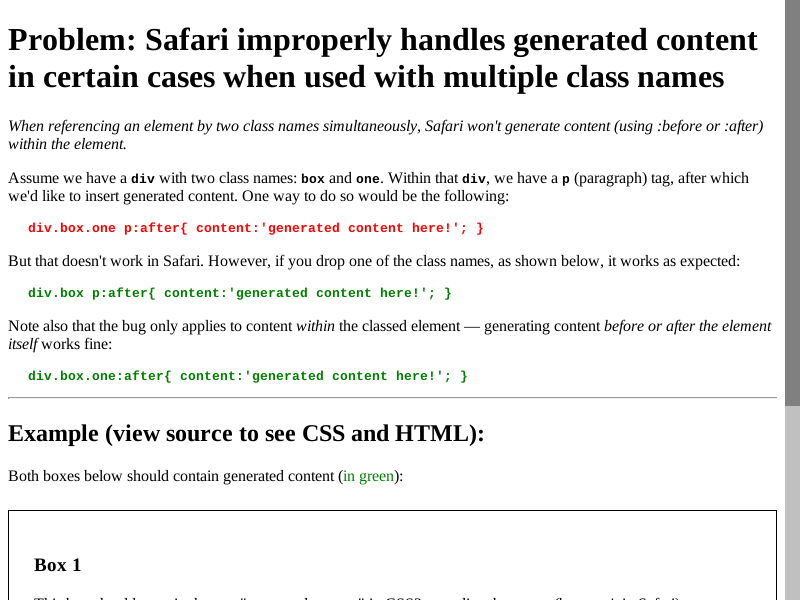 Problem: Safari improperly handles generated content
in certain cases when used with multiple class names
When referencing an element by two class names simultaneously, Safari won't generate content (using :before or :after)
within the element.
Assume we have a div with two class names: box and one. Within that div, we have a p (paragraph) tag, after which
we'd like to insert generated content. One way to do so would be the following:
div.box.one p:after{ content:'generated content here!'; }
But that doesn't work in Safari. However, if you drop one of the class names, as shown below, it works as expected:
div.box p:after{ content:'generated content here!'; }
Note also that the bug only applies to content within the classed element — generating content before or after the element
itself works fine:
div.box.one:after{ content:'generated content here!'; }
Example (view source to see CSS and HTML):
Both boxes below should contain generated content (in green):
Box 1